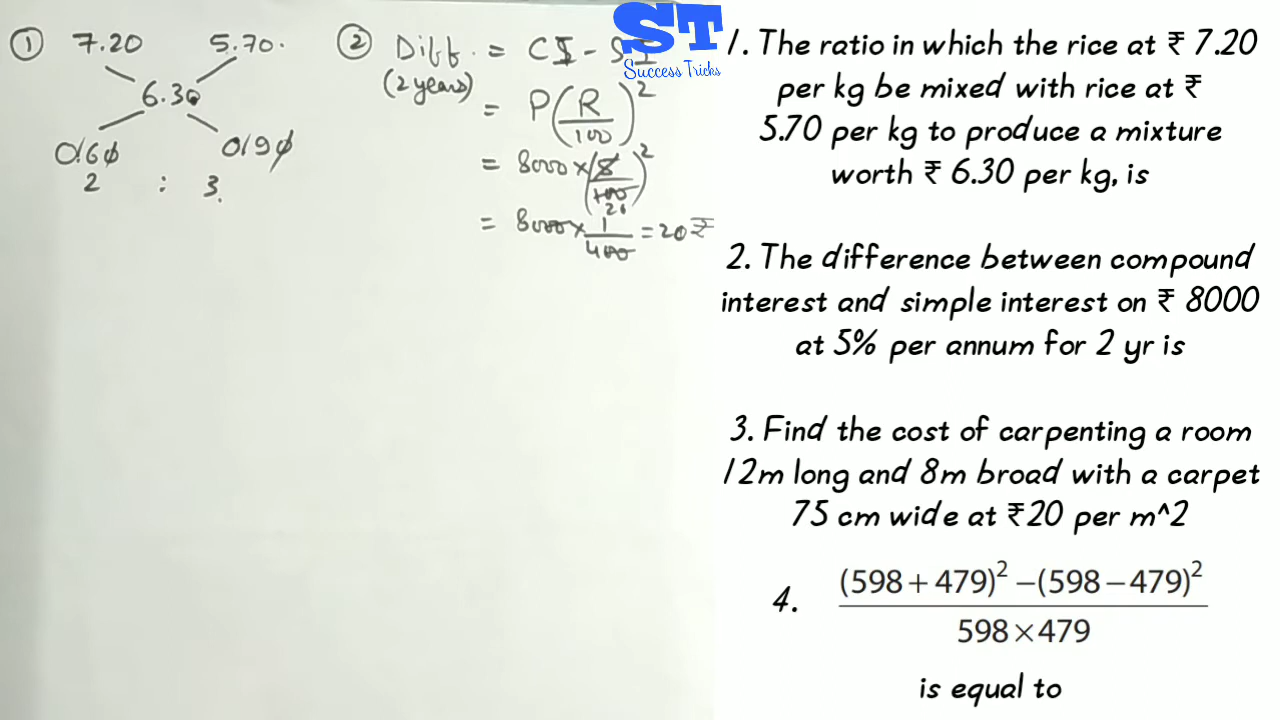 ① 7.20 5.70.
6.30
0.60 0.90
2 : 3
② Diff. = CI - SI
(2 years)
= P(R/100)²
= 8000 × (5/100)²
20
= 8000 × 1/400 = 20 ₹
ST
Success Tricks
1. The ratio in which the rice at ₹ 7.20
per kg be mixed with rice at ₹
5.70 per kg to produce a mixture
worth ₹ 6.30 per kg, is
2. The difference between compound
interest and simple interest on ₹ 8000
at 5% per annum for 2 yr is
3. Find the cost of carpenting a room
12m long and 8m broad with a carpet
75 cm wide at ₹20 per m^2
4. (598+479)² −(598−479)²
598×479
is equal to